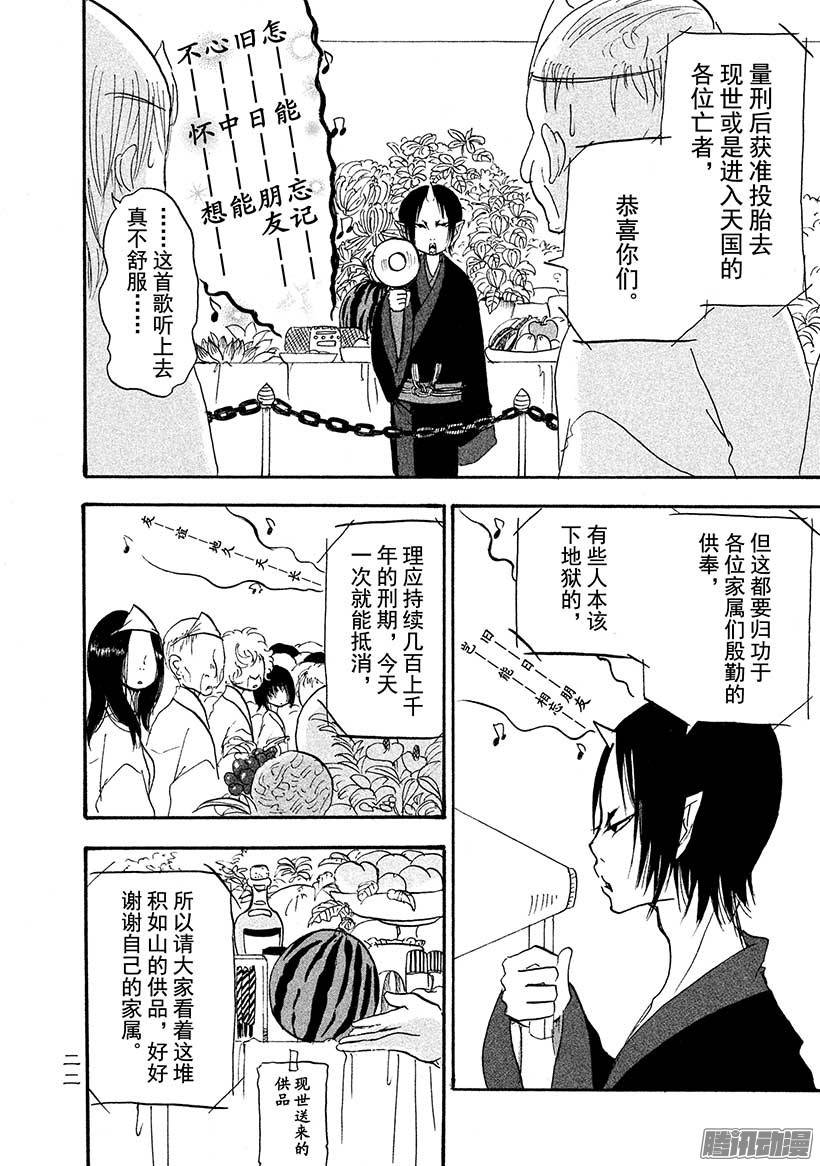 量刑后获准投胎去
现世或是进入天国的
各位亡者，
恭喜你们。
怎————能————忘记
旧————日————朋友
心————中————能
不————怀————想
……这首歌听上去
真不舒服……
但这都要归功于
各位家属们殷勤的
供奉，
有些人本该
下地狱的，
旧—日—朋友
岂—能—相忘
理应持续几百上千
年的刑期，今天
一次就能抵消，
友—谊—地久—天—长
所以请大家看着这堆
积如山的供品，好好
谢谢自己的家属。
现世送来的
供品
二二
腾讯动漫